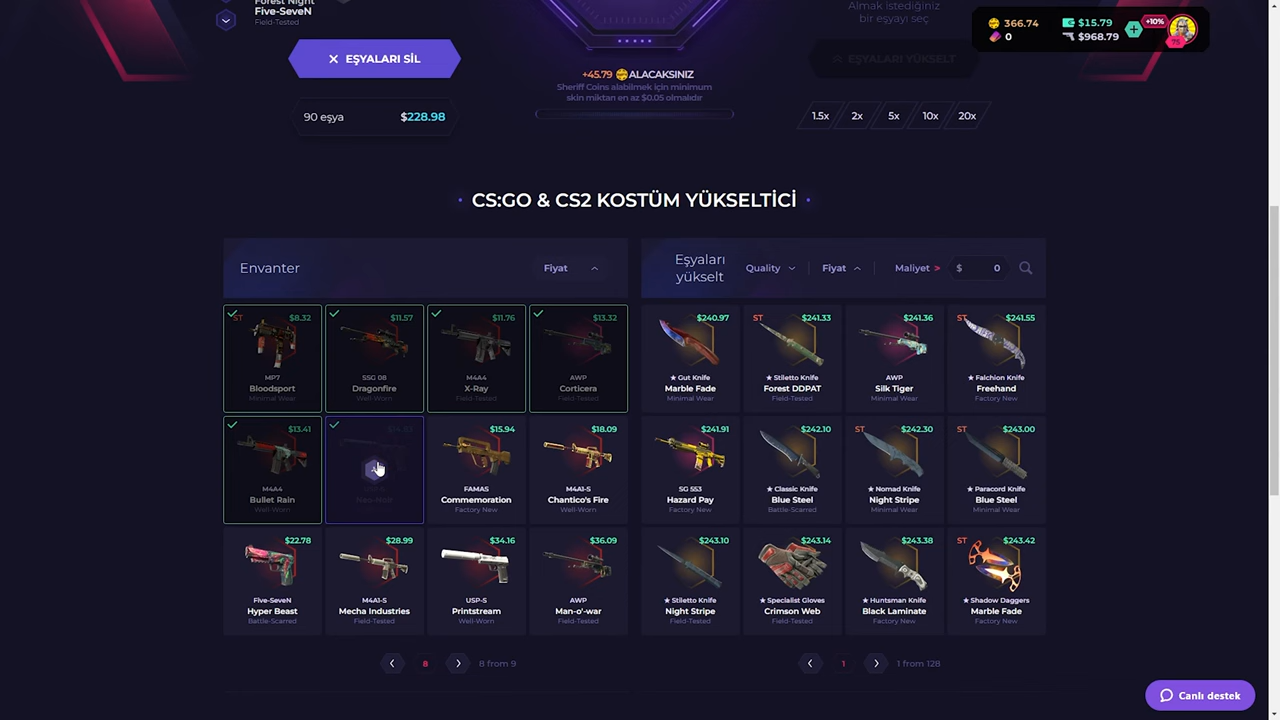 Forest Night
Five-SeveN
Field-Tested
EŞYALARI SİL
90 eşya $228.98
+45.79 ALACAKSINIZ
Sheriff Coins alabilmek için minimum
skin miktarı en az $0.05 olmalıdır
Almak istediğiniz
bir eşyayı seç
EŞYALARI YÜKSELT
1.5x 2x 5x 10x 20x
366.74 $15.79 +10%
0 $968.79
CS:GO & CS2 KOSTÜM YÜKSELTİCİ
Envanter Fiyat
Eşyaları
yükselt
Quality Fiyat Maliyet > $ 0
ST $8.32 $11.57 $11.76 $13.32
MP7 SSG 08 M4A4 AWP
Bloodsport Dragonfire X-Ray Corticera
Minimal Wear Well-Worn Field-Tested Field-Tested
$13.41 $15.94 $18.09
M4A4 FAMAS M4A1-S
Bullet Rain Commemoration Chantico's Fire
Well-Worn Factory New Well-Worn
$22.78 $28.99 $34.16 $36.09
Five-SeveN M4A1-S USP-S AWP
Hyper Beast Mecha Industries Printstream Man-o'-war
Battle-Scarred Field-Tested Well-Worn Field-Tested
8 8 from 9
$240.97 ST $241.33 $241.36 ST $241.55
★ Gut Knife ★ Stiletto Knife AWP ★ Falchion Knife
Marble Fade Forest DDPAT Silk Tiger Freehand
Minimal Wear Field-Tested Minimal Wear Factory New
$241.91 $242.10 ST $242.30 ST $243.00
SG 553 ★ Classic Knife ★ Nomad Knife ★ Paracord Knife
Hazard Pay Blue Steel Night Stripe Blue Steel
Factory New Battle-Scarred Minimal Wear Minimal Wear
$243.10 $243.14 $243.38 ST $243.42
★ Stiletto Knife ★ Specialist Gloves ★ Huntsman Knife ★ Shadow Daggers
Night Stripe Crimson Web Black Laminate Marble Fade
Field-Tested Field-Tested Factory New Factory New
1 1 from 128
Canlı destek